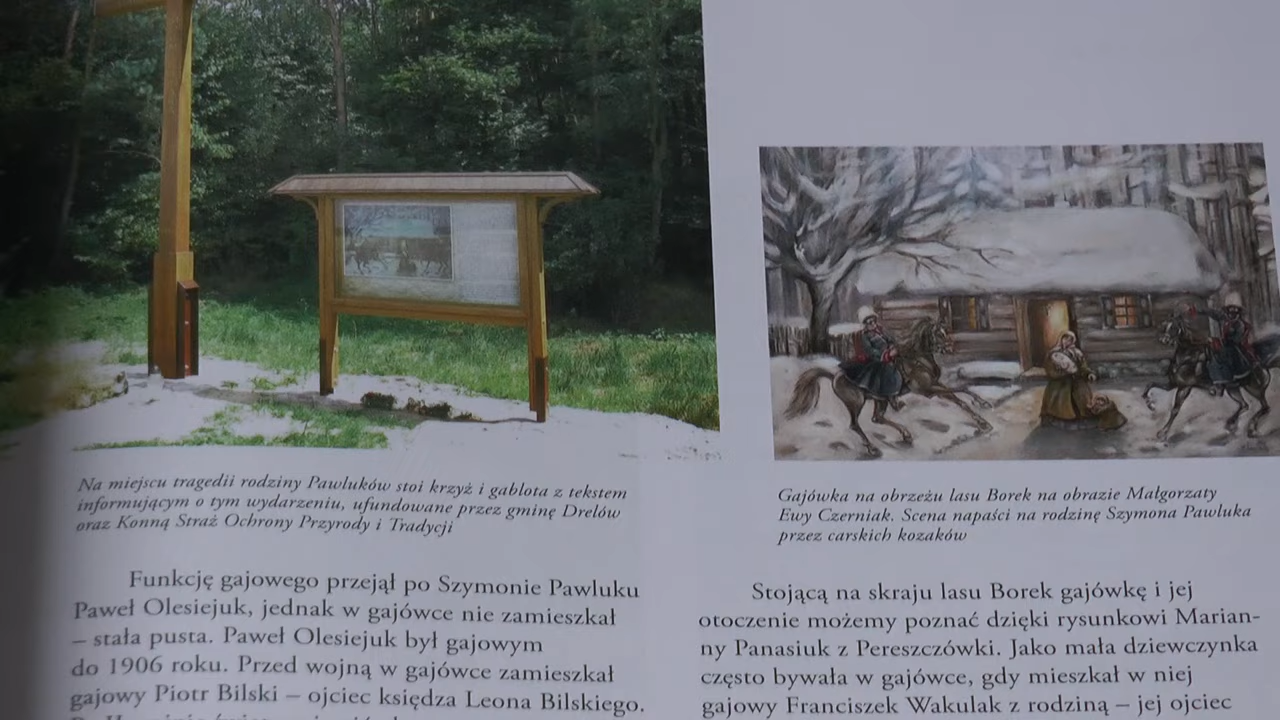 Na miejscu tragedii rodziny Pawluków stoi krzyż i gablota z tekstem
informującym o tym wydarzeniu, ufundowane przez gminę Drelów
oraz Konną Straż Ochrony Przyrody i Tradycji
Funkcję gajowego przejął po Szymonie Pawluku
Paweł Olesiejuk, jednak w gajówce nie zamieszkał
– stała pusta. Paweł Olesiejuk był gajowym
do 1906 roku. Przed wojną w gajówce zamieszkał
gajowy Piotr Bilski – ojciec księdza Leona Bilskiego.
Gajówka na obrzeżu lasu Borek na obrazie Małgorzaty
Ewy Czerniak. Scena napaści na rodzinę Szymona Pawluka
przez carskich kozaków
Stojącą na skraju lasu Borek gajówkę i jej
otoczenie możemy poznać dzięki rysunkowi Marian-
ny Panasiuk z Pereszczówki. Jako mała dziewczynka
często bywała w gajówce, gdy mieszkał w niej
gajowy Franciszek Wakulak z rodziną – jej ojciec